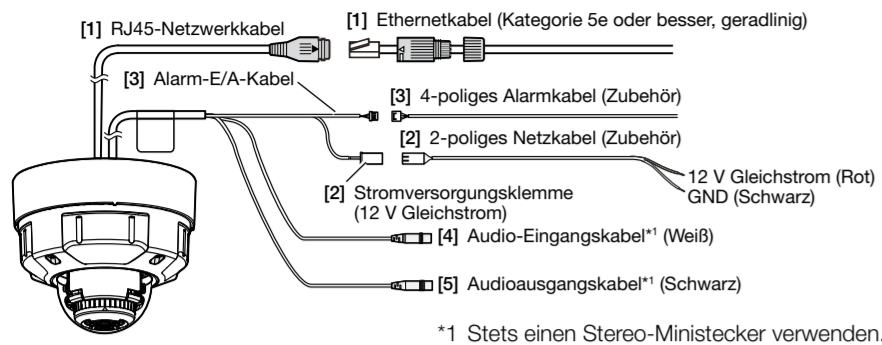 [1] RJ45-Netzwerkkabel
[1] Ethernetkabel (Kategorie 5e oder besser, geradlinig)
[3] Alarm-E/A-Kabel
[3] 4-poliges Alarmkabel (Zubehör)
[2] 2-poliges Netzkabel (Zubehör)
12 V Gleichstrom (Rot)
GND (Schwarz)
[2] Stromversorgungsklemme
(12 V Gleichstrom)
[4] Audio-Eingangskabel*1 (Weiß)
[5] Audioausgangskabel*1 (Schwarz)
*1 Stets einen Stereo-Ministecker verwenden.